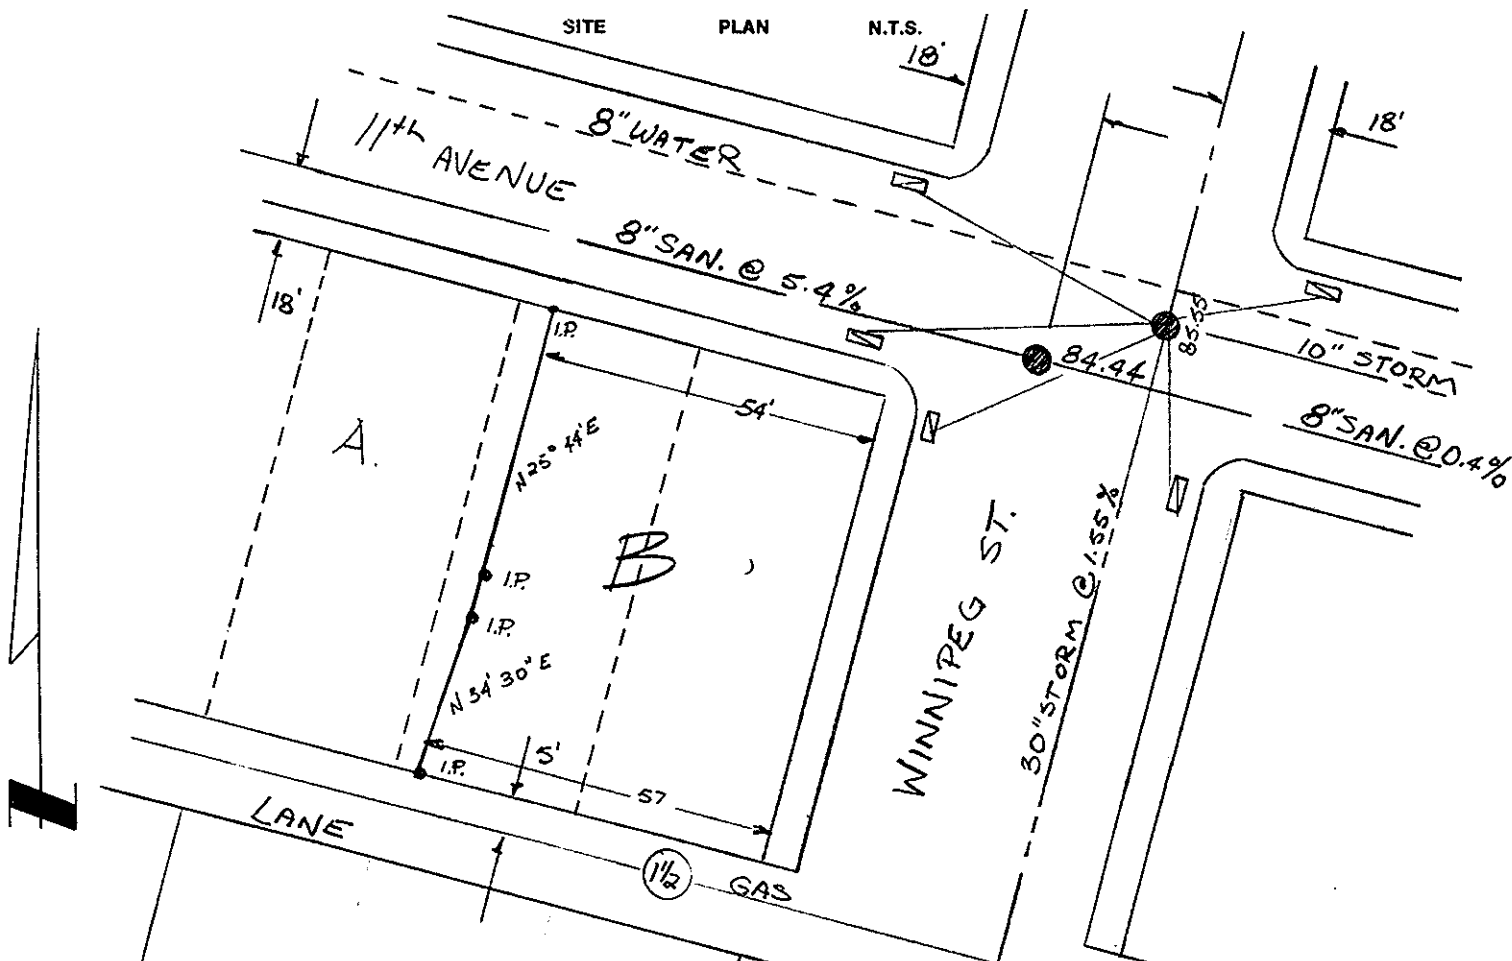 SITE PLAN N.T.S.
18'
18'
8" WATER
11th AVENUE
8" SAN. @ 5.4%
18'
I.P.
85.55
84.44
10" STORM
8" SAN. @ 0.4%
54'
A.
N 25° 44' E
B
I.P.
I.P.
N 34' 30" E
WINNIPEG ST.
30" STORM @ 1.55%
I.P.
5'
57
LANE
1½
GAS